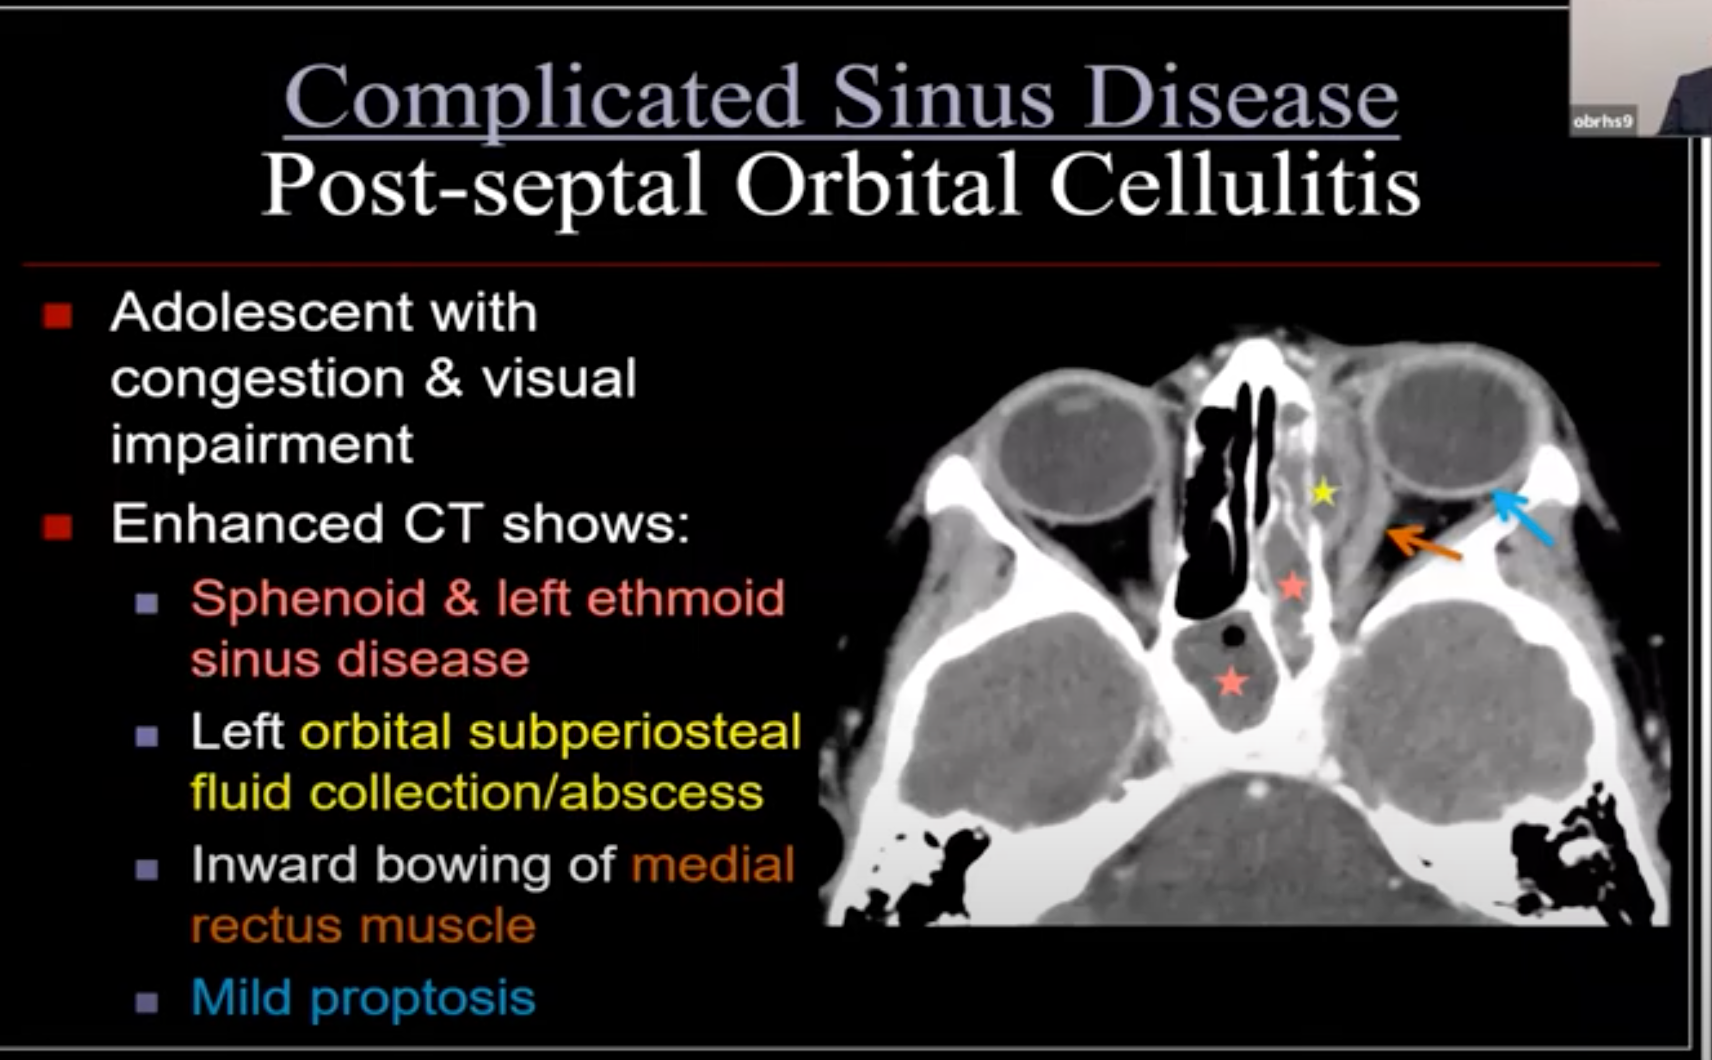 Complicated Sinus Disease
Post-septal Orbital Cellulitis
obrhs9
Adolescent with
congestion & visual
impairment
Enhanced CT shows:
Sphenoid & left ethmoid
sinus disease
Left orbital subperiosteal
fluid collection/abscess
Inward bowing of medial
rectus muscle
Mild proptosis